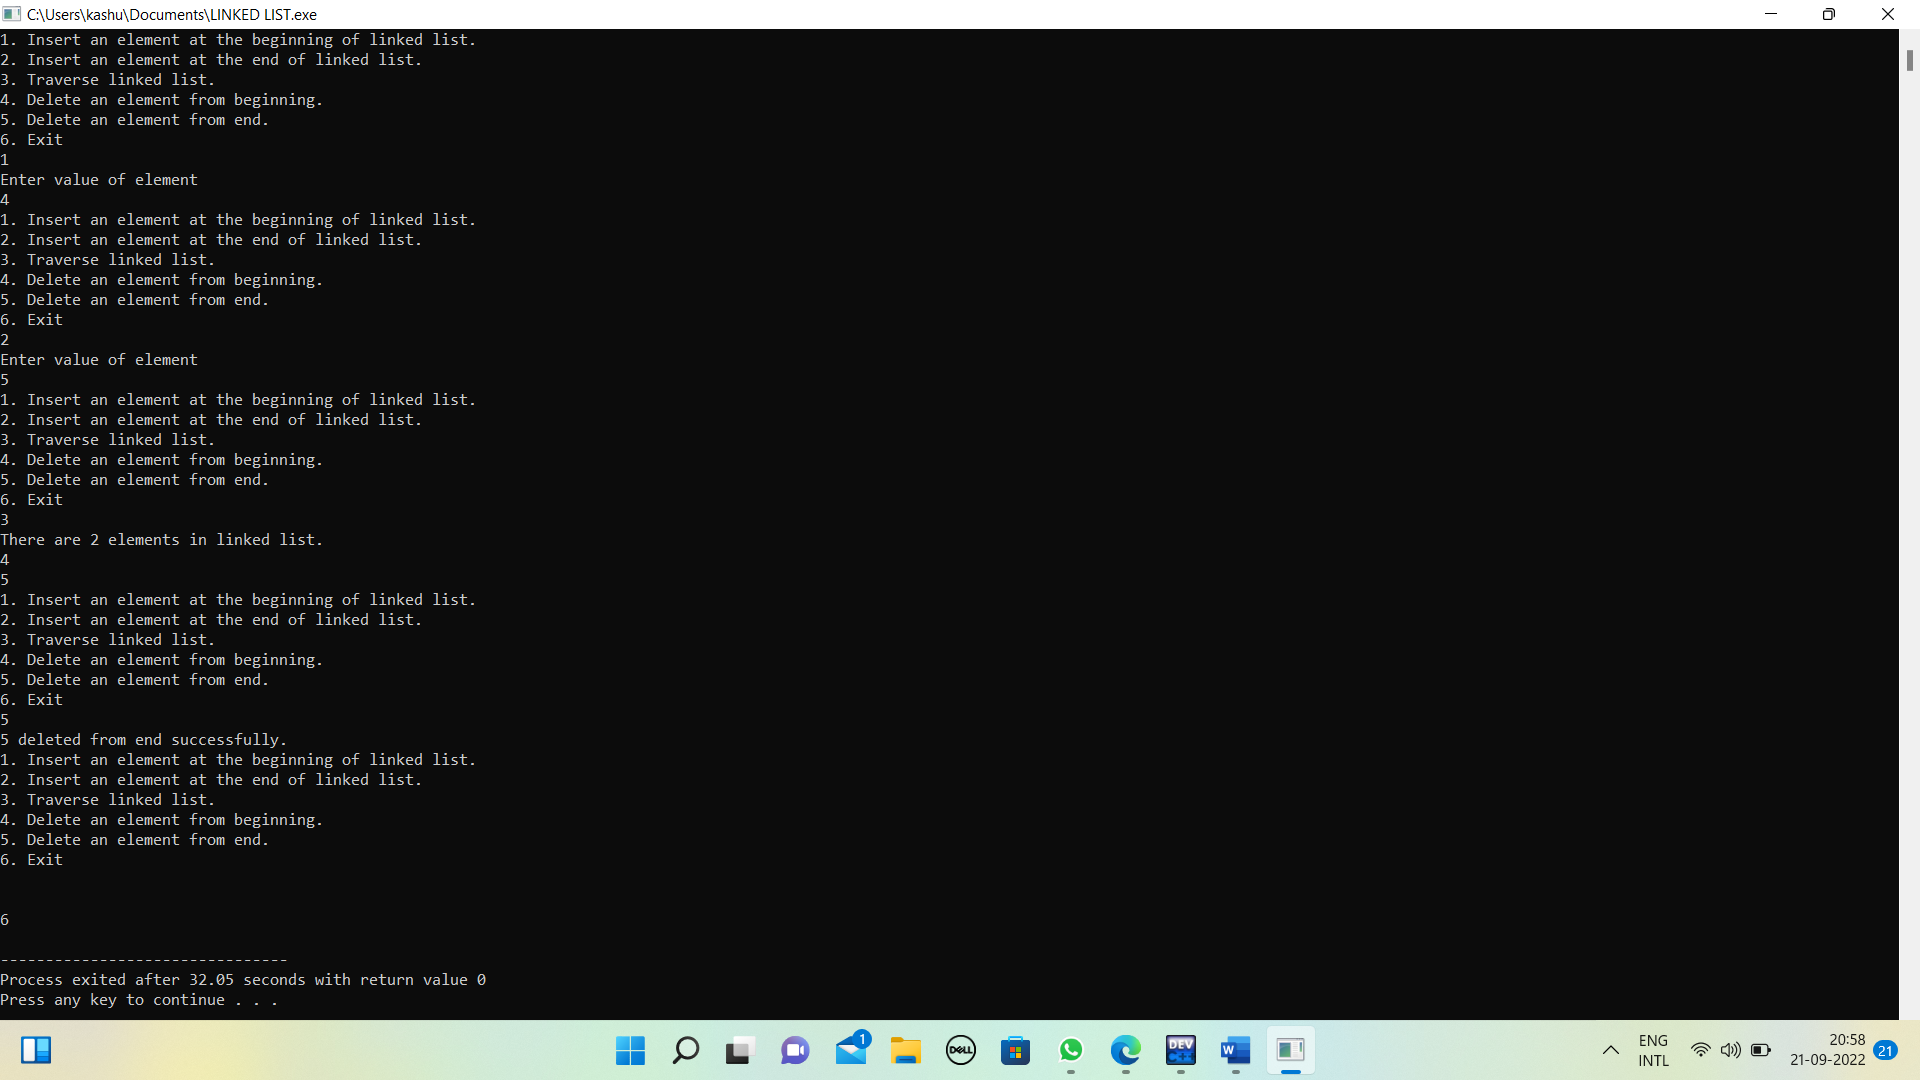 C:\Users\kashu\Documents\LINKED LIST.exe
1. Insert an element at the beginning of linked list.
2. Insert an element at the end of linked list.
3. Traverse linked list.
4. Delete an element from beginning.
5. Delete an element from end.
6. Exit
1
Enter value of element
4
1. Insert an element at the beginning of linked list.
2. Insert an element at the end of linked list.
3. Traverse linked list.
4. Delete an element from beginning.
5. Delete an element from end.
6. Exit
2
Enter value of element
5
1. Insert an element at the beginning of linked list.
2. Insert an element at the end of linked list.
3. Traverse linked list.
4. Delete an element from beginning.
5. Delete an element from end.
6. Exit
3
There are 2 elements in linked list.
4
5
1. Insert an element at the beginning of linked list.
2. Insert an element at the end of linked list.
3. Traverse linked list.
4. Delete an element from beginning.
5. Delete an element from end.
6. Exit
5
5 deleted from end successfully.
1. Insert an element at the beginning of linked list.
2. Insert an element at the end of linked list.
3. Traverse linked list.
4. Delete an element from beginning.
5. Delete an element from end.
6. Exit
6
--------------------------------
Process exited after 32.05 seconds with return value 0
Press any key to continue . . .
1
DELL
DEV
C++
W
ENG
INTL
20:58
21-09-2022
21